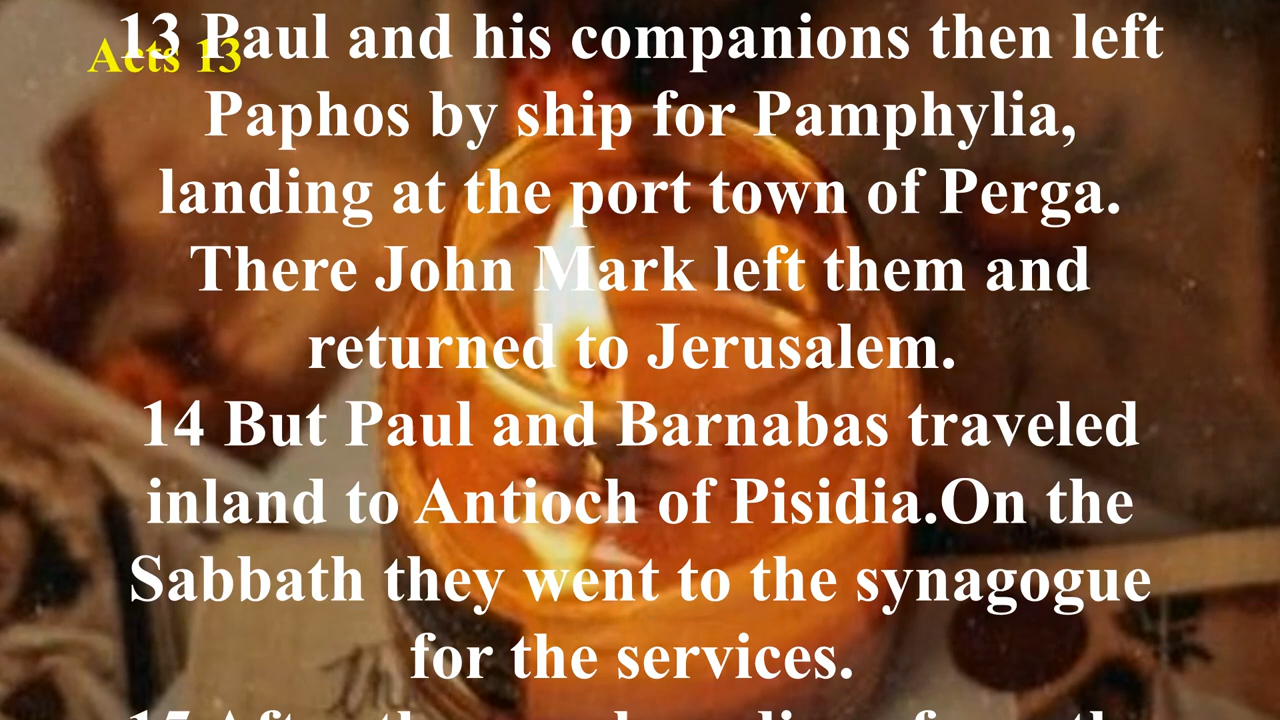 Acts 13
13 Paul and his companions then left
Paphos by ship for Pamphylia,
landing at the port town of Perga.
There John Mark left them and
returned to Jerusalem.
14 But Paul and Barnabas traveled
inland to Antioch of Pisidia.On the
Sabbath they went to the synagogue
for the services.